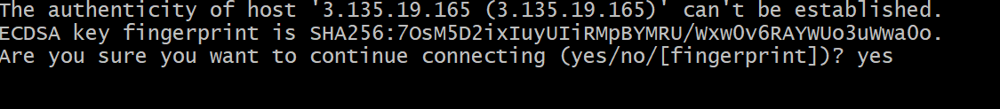 The authenticity of host '3.135.19.165 (3.135.19.165)' can't be established.
ECDSA key fingerprint is SHA256:7OsM5D2ixIuyUIiRMpBYMRU/Wxw0v6RAYWUo3uWwa0o.
Are you sure you want to continue connecting (yes/no/[fingerprint])? yes